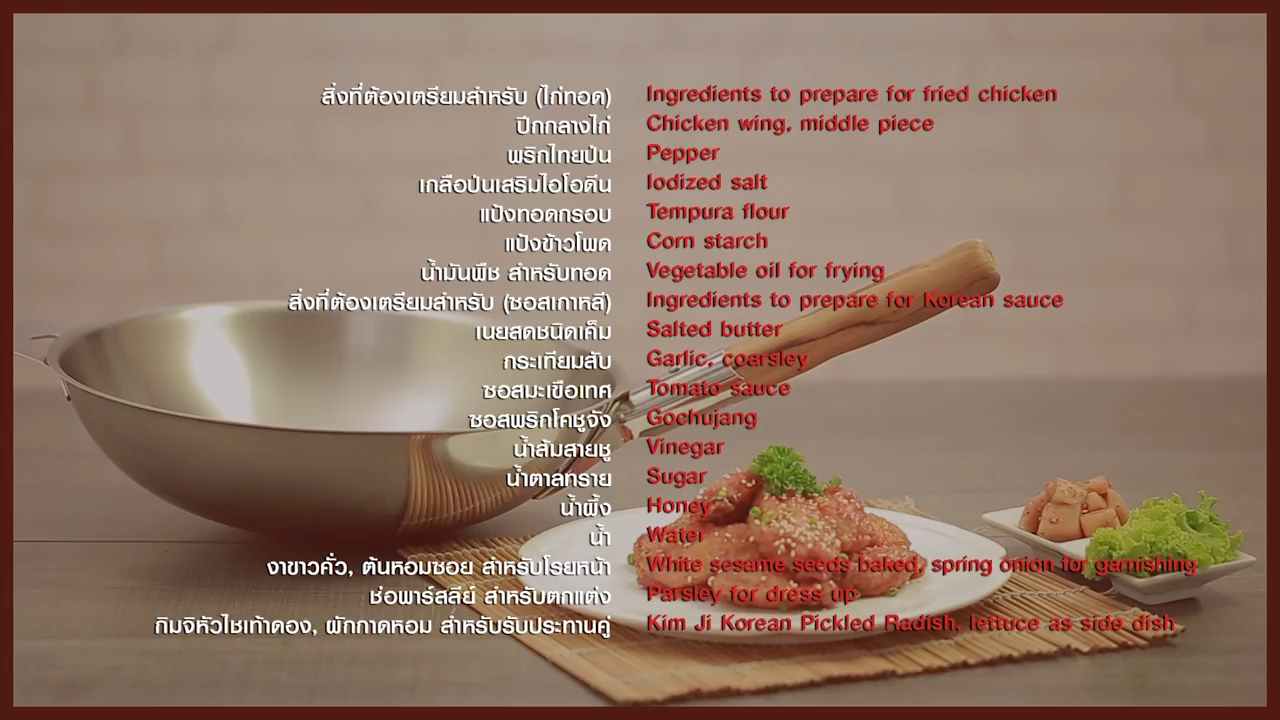 สิ่งที่ต้องเตรียมสำหรับ (ไก่ทอด) Ingredients to prepare for fried chicken
ปีกกลางไก่ Chicken wing, middle piece
พริกไทยป่น Pepper
เกลือป่นเสริมไอโอดีน Iodized salt
แป้งทอดกรอบ Tempura flour
แป้งข้าวโพด Corn starch
น้ำมันพืช สำหรับทอด Vegetable oil for frying
สิ่งที่ต้องเตรียมสำหรับ (ซอสเกาหลี) Ingredients to prepare for Korean sauce
เนยสดชนิดเค็ม Salted butter
กระเทียมสับ Garlic, coarsley
ซอสมะเขือเทศ Tomato sauce
ซอสพริกโคชูจัง Gochujang
น้ำส้มสายชู Vinegar
น้ำตาลทราย Sugar
น้ำผึ้ง Honey
น้ำ Water
งาขาวคั่ว, ต้นหอมซอย สำหรับโรยหน้า White sesame seeds baked, spring onion for garnishing
ช่อพาร์สลีย์ สำหรับตกแต่ง Parsley for dress up
กิมจิหัวไชเท้าดอง, ผักกาดหอม สำหรับรับประทานคู่ Kim Ji Korean Pickled Radish, lettuce as side dish